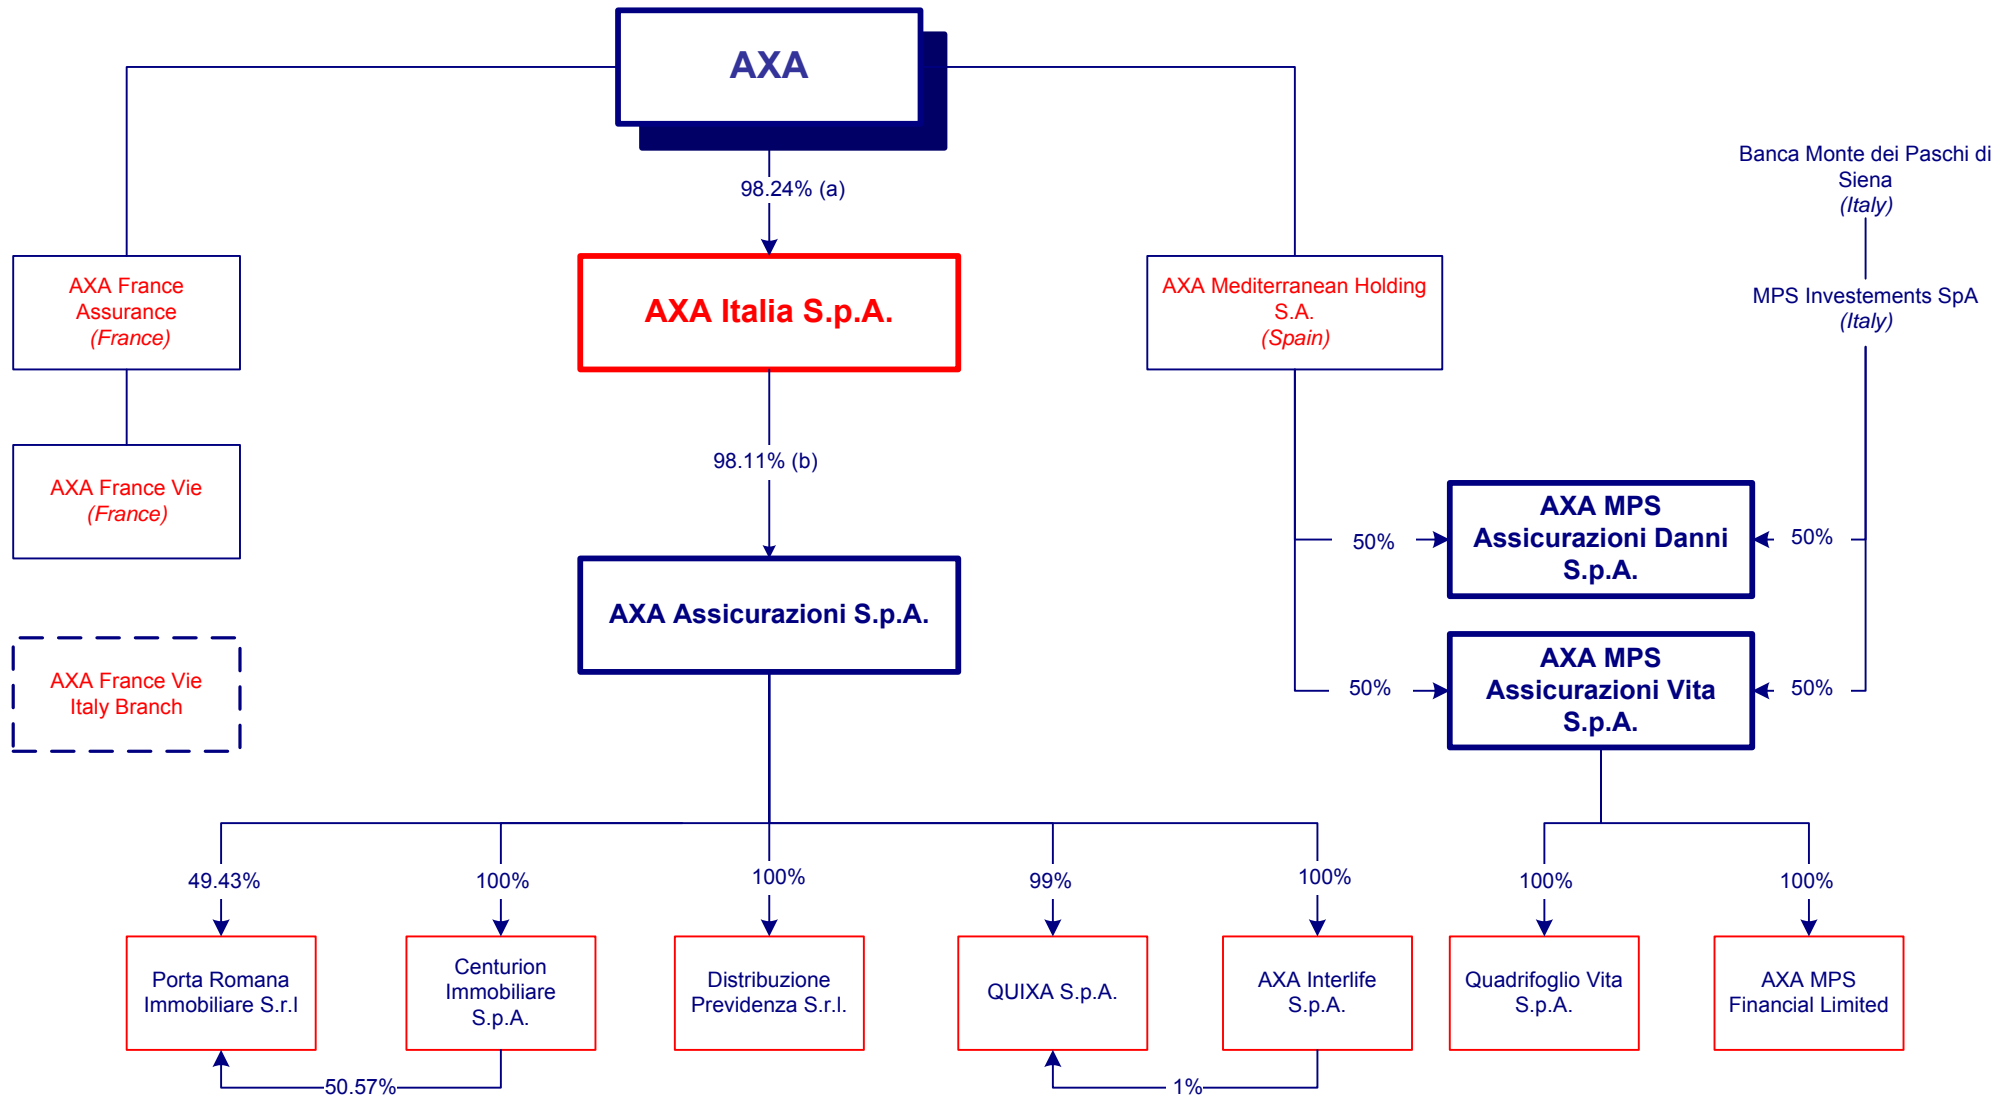 AXA
98.24% (a)
Banca Monte dei Paschi di
Siena
(Italy)
AXA France
Assurance
(France)
AXA Italia S.p.A.
AXA Mediterranean Holding
S.A.
(Spain)
MPS Investements SpA
(Italy)
98.11% (b)
AXA France Vie
(France)
AXA MPS
Assicurazioni Danni
S.p.A.
50%
50%
AXA Assicurazioni S.p.A.
AXA France Vie
Italy Branch
AXA MPS
Assicurazioni Vita
S.p.A.
50%
50%
49.43%
100%
100%
99%
100%
100%
100%
Porta Romana
Immobiliare S.r.l
Centurion
Immobiliare
S.p.A.
Distribuzione
Previdenza S.r.l.
QUIXA S.p.A.
AXA Interlife
S.p.A.
Quadrifoglio Vita
S.p.A.
AXA MPS
Financial Limited
50.57%
1%